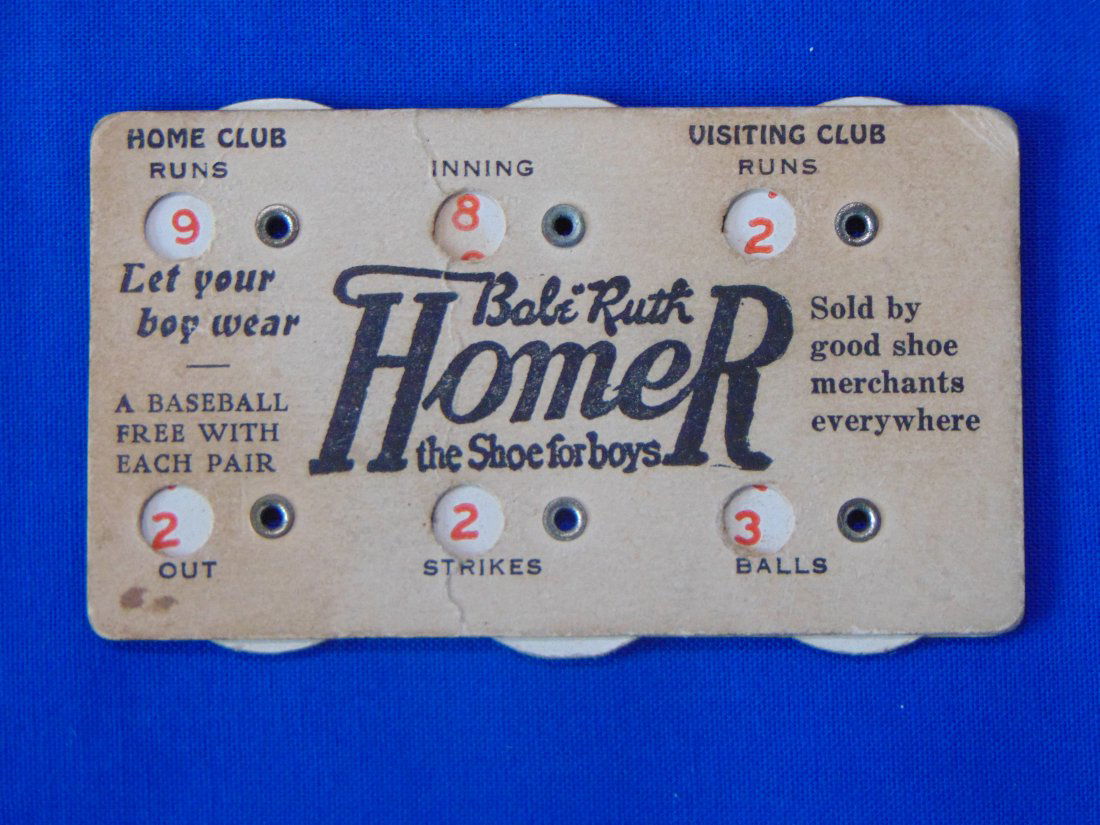 HOME CLUB
RUNS
9
INNING
8
VISITING CLUB
RUNS
2
Let your
boy wear
A BASEBALL
FREE WITH
EACH PAIR
"Babe" Ruth
HomeR
the Shoe for boys
Sold by
good shoe
merchants
everywhere
2
OUT
2
STRIKES
3
BALLS